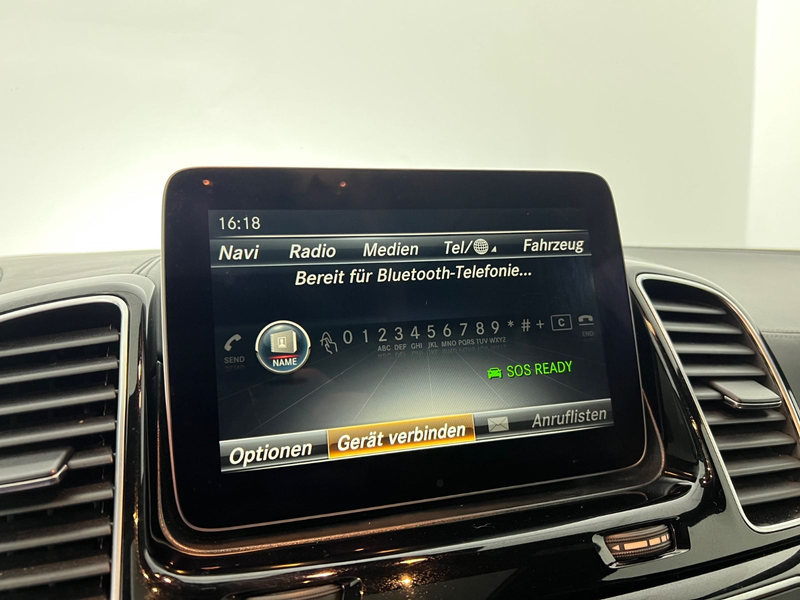 16:18
Navi Radio Medien Tel/ Fahrzeug
Bereit für Bluetooth-Telefonie...
SEND NAME 0 1 2 3 4 5 6 7 8 9 * # + C END
ABC DEF GHI JKL MNO PQRS TUV WXYZ
SOS READY
Optionen Gerät verbinden Anruflisten